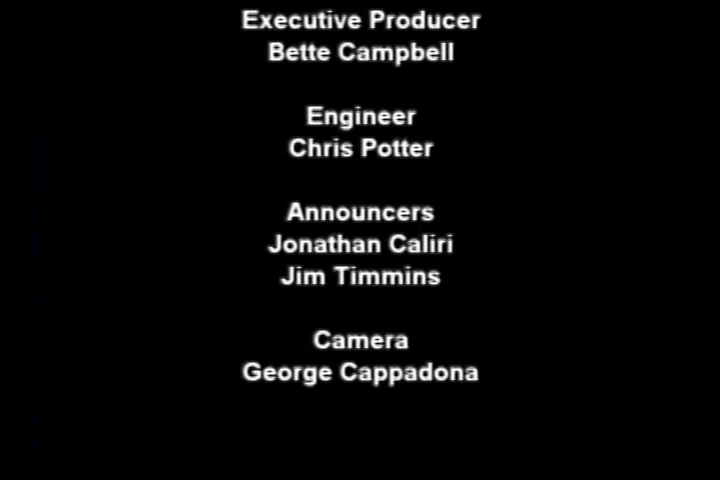 Executive Producer
Bette Campbell
Engineer
Chris Potter
Announcers
Jonathan Caliri
Jim Timmins
Camera
George Cappadona